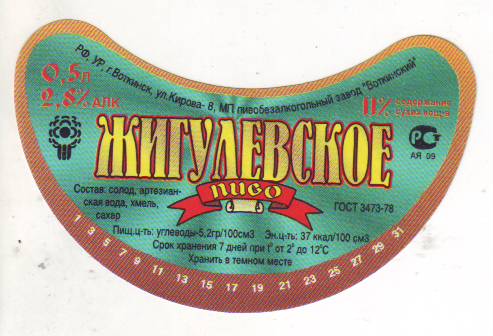 РФ, УР, г.Воткинск, ул.Кирова- 8, МП пивобезалкогольный завод "Воткинский"
0,5л
2,8% АЛК
11% содержание
сухих вещ-в
ЖИГУЛЕВСКОЕ
ПИВО
АЯ 09
Состав: солод, артезиан-
ская вода, хмель,
сахар
ГОСТ 3473-78
Пищ.ц-ть: углеводы-5,2гр/100см3 Эн.ц-ть: 37 ккал/100 см3
Срок хранения 7 дней при t° от 2° до 12°С
Хранить в темном месте
1 3 5 7 9 11 13 15 17 19 21 23 25 27 29 31